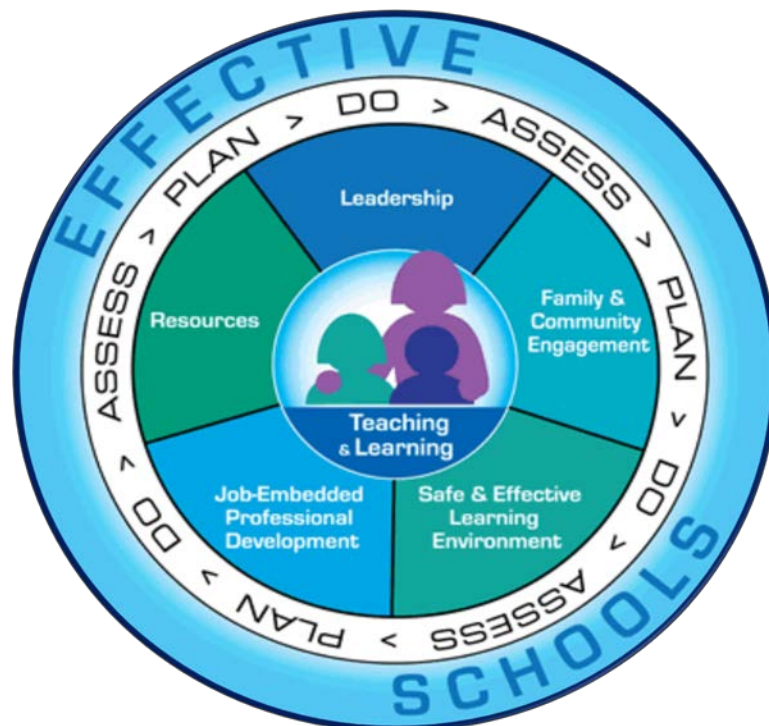 EFFECTIVE
SCHOOLS
PLAN > DO > ASSESS > PLAN > DO > ASSESS > PLAN > DO > ASSESS >
Leadership
Family &
Community
Engagement
Safe & Effective
Learning
Environment
Job-Embedded
Professional
Development
Resources
Teaching
& Learning